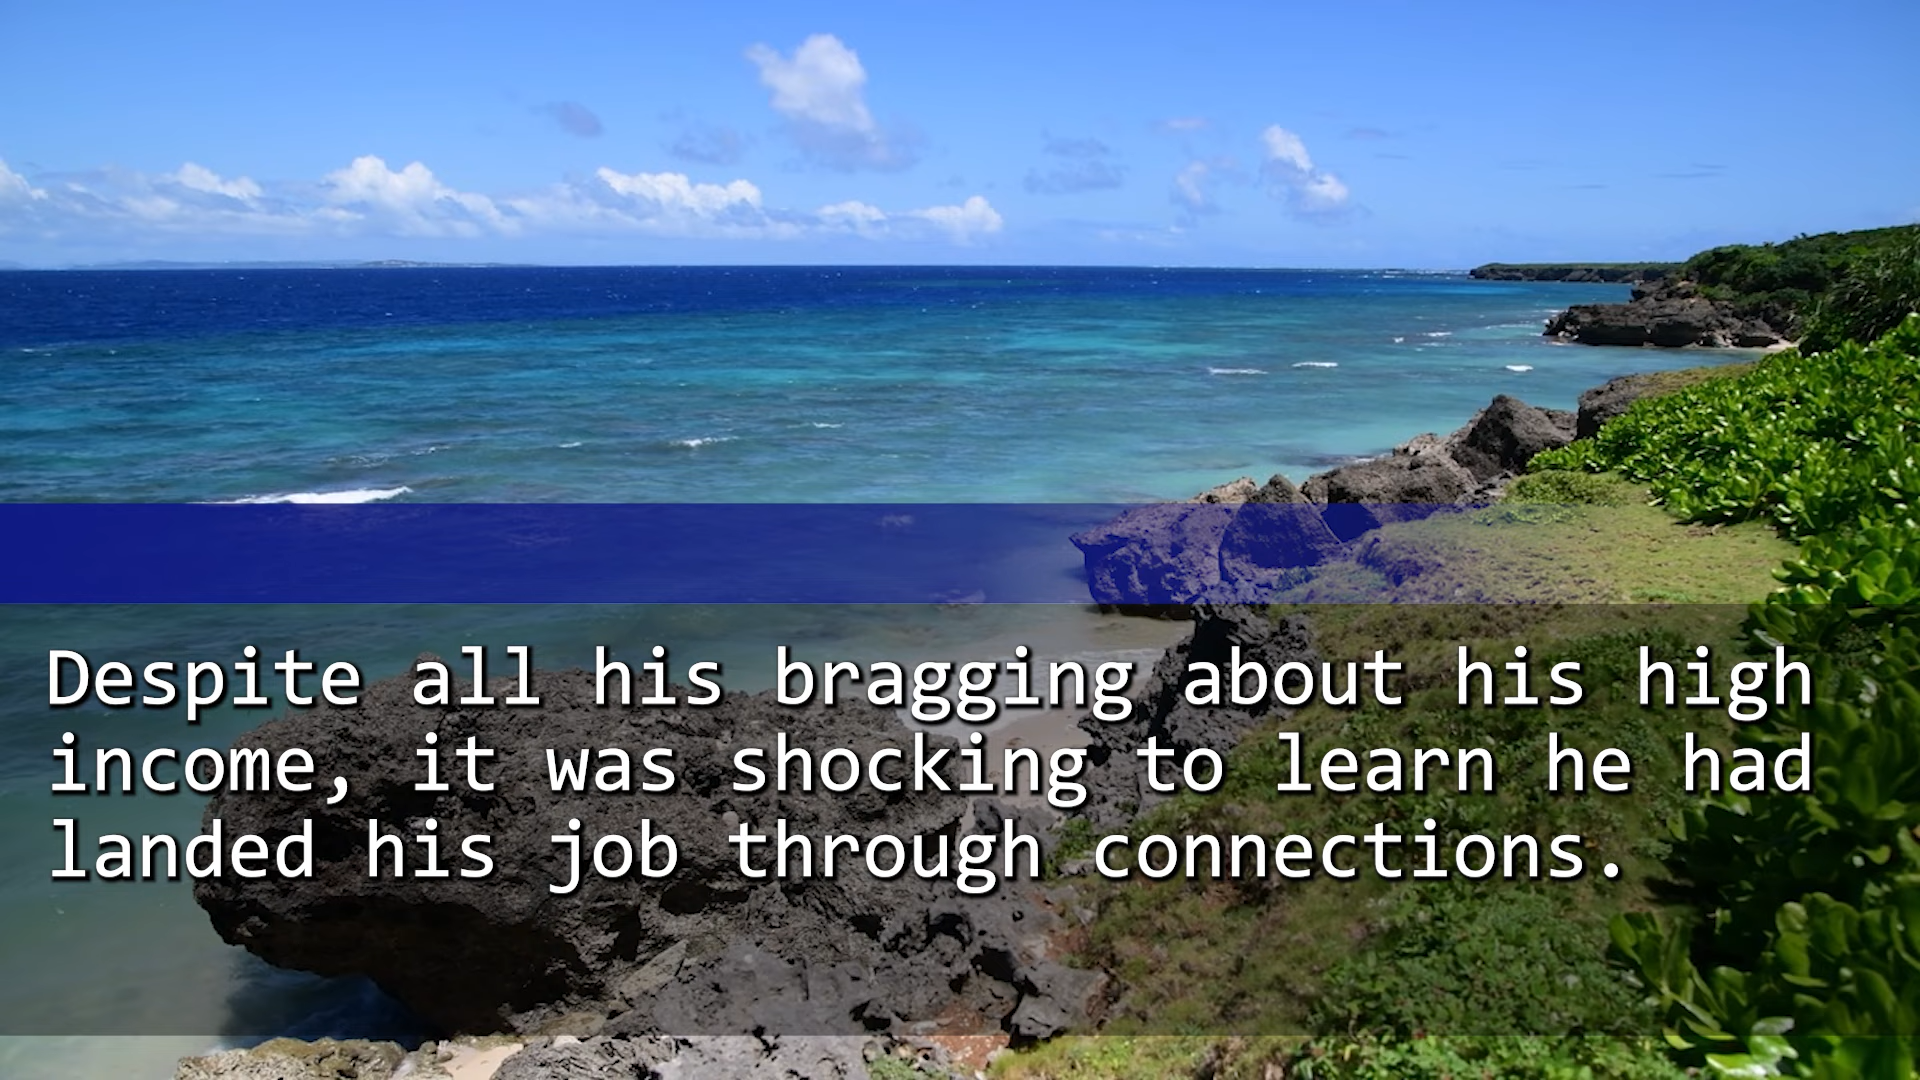 Despite all his bragging about his high
income, it was shocking to learn he had
landed his job through connections.